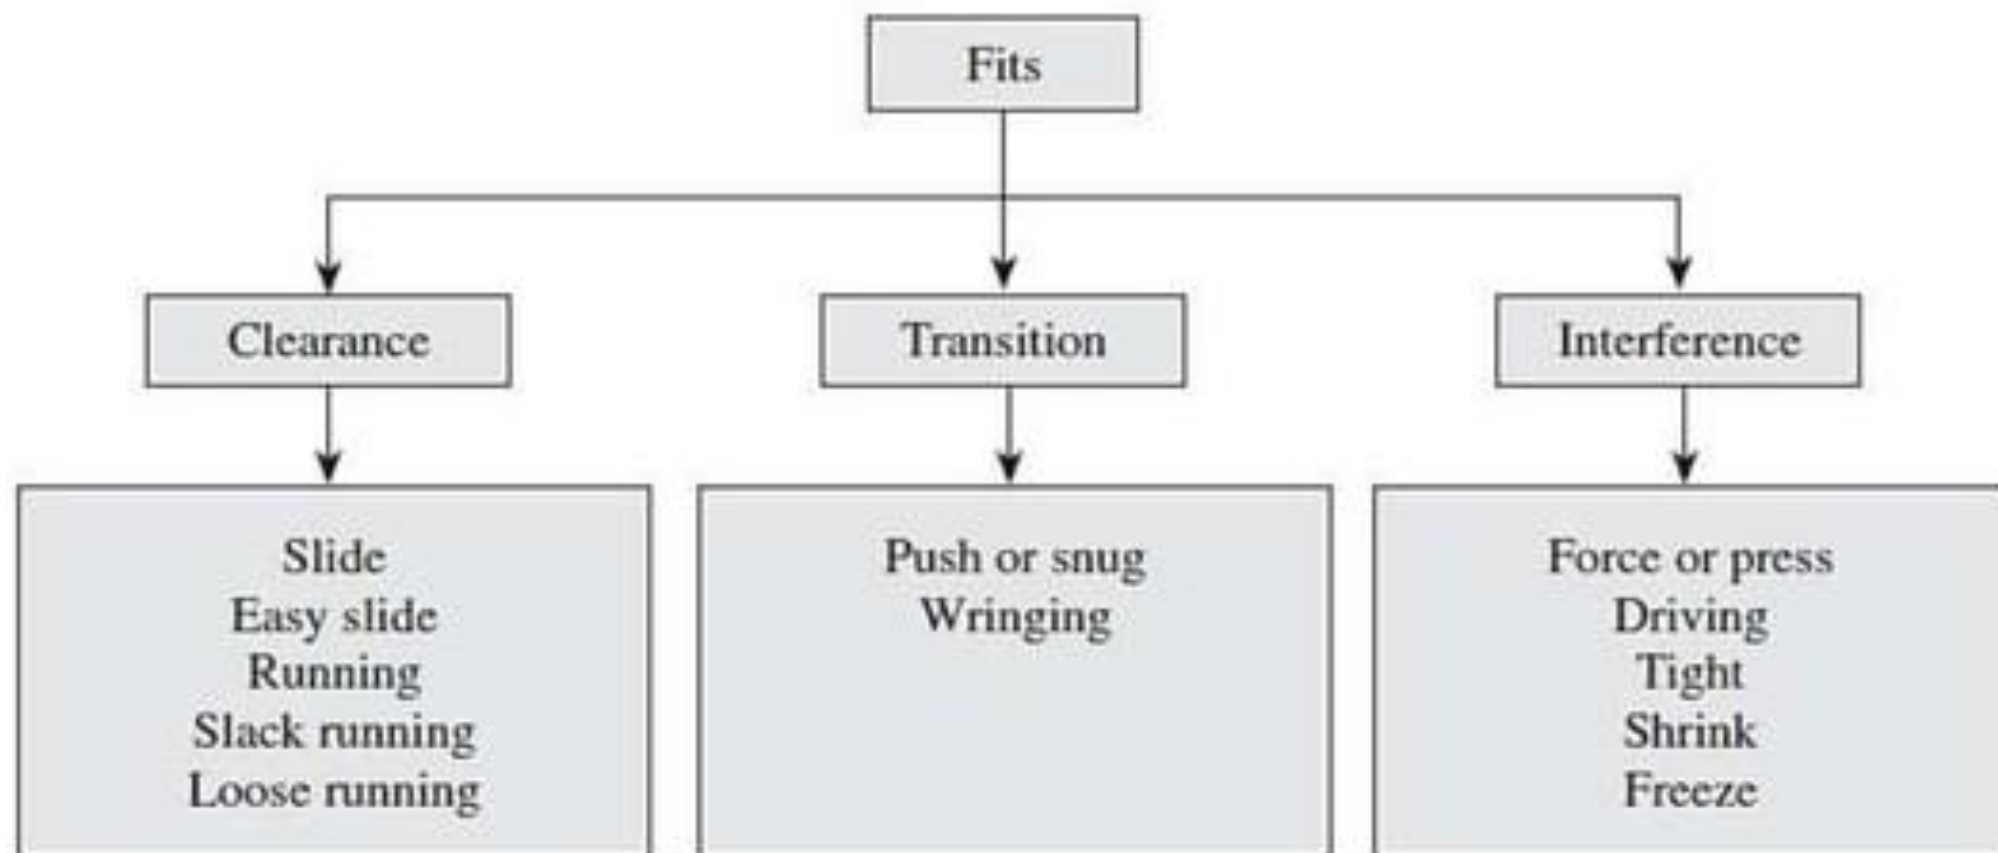 Fits
Clearance
Transition
Interference
Slide
Easy slide
Running
Slack running
Loose running
Push or snug
Wringing
Force or press
Driving
Tight
Shrink
Freeze